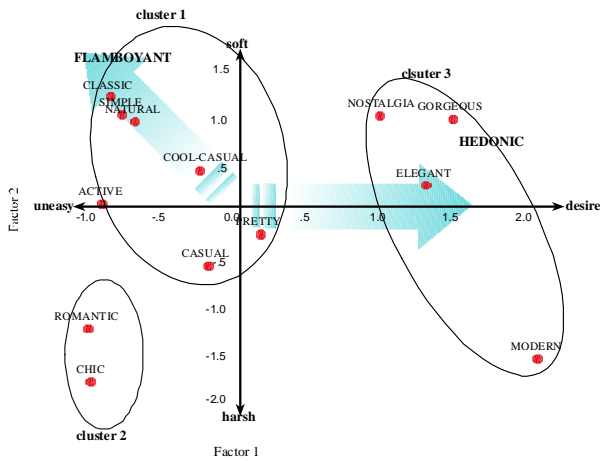 cluster 1
soft
FLAMBOYANT
1.5
clsuter 3
CLASSIC
SIMPLE
NATURAL
NOSTALGIA
GORGEOUS
1.0
HEDONIC
COOL-CASUAL
.5
ELEGANT
ACTIVE
Factor 2
uneasy
-1.0
-.5
0.0
.5
1.0
1.5
2.0
desire
PRETTY
CASUAL
-.5
-1.0
ROMANTIC
MODERN
-1.5
CHIC
-2.0
harsh
cluster 2
Factor 1